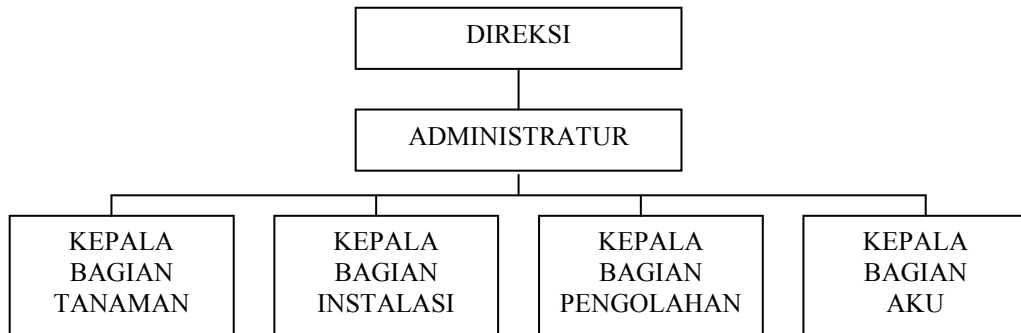 DIREKSI
ADMINISTRATUR
KEPALA
BAGIAN
TANAMAN
KEPALA
BAGIAN
INSTALASI
KEPALA
BAGIAN
PENGOLAHAN
KEPALA
BAGIAN
AKU